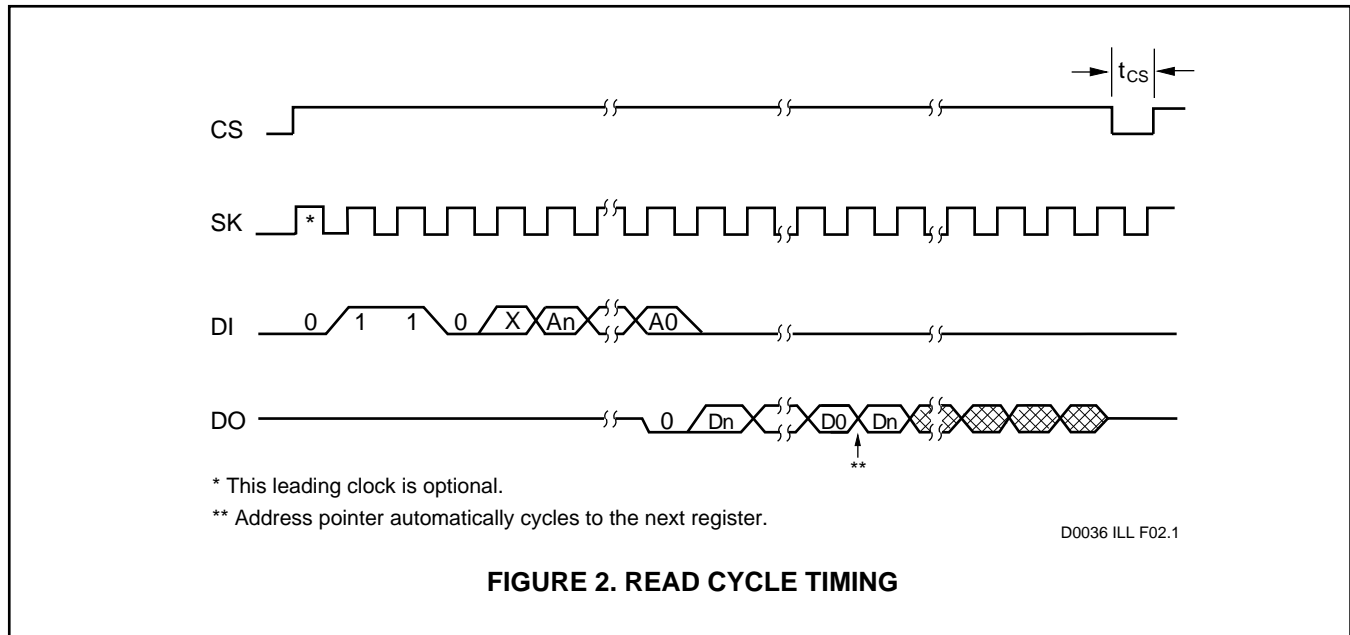 tCS
CS
SK *
DI 0 1 1 0 X An A0
DO 0 Dn D0 Dn
**
* This leading clock is optional.
** Address pointer automatically cycles to the next register.
D0036 ILL F02.1
FIGURE 2. READ CYCLE TIMING